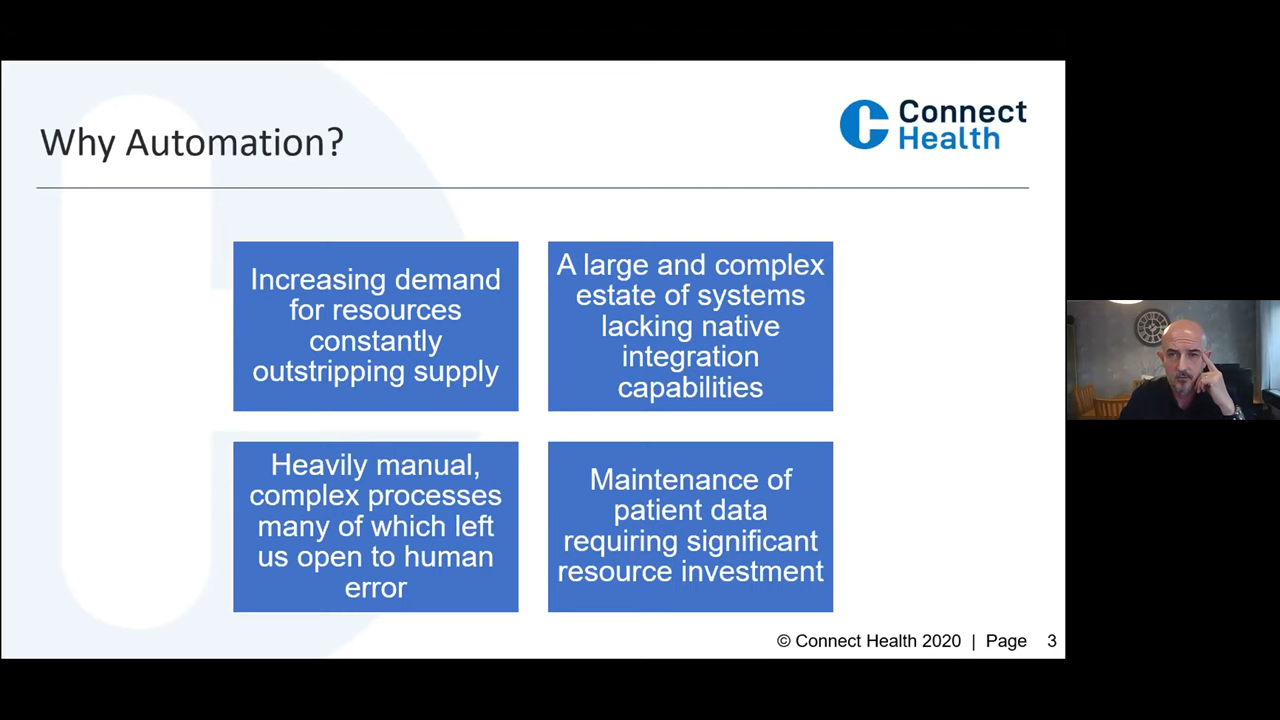 Why Automation?
Connect
Health
Increasing demand
for resources
constantly
outstripping supply
A large and complex
estate of systems
lacking native
integration
capabilities
Heavily manual,
complex processes
many of which left
us open to human
error
Maintenance of
patient data
requiring significant
resource investment
© Connect Health 2020 | Page 3